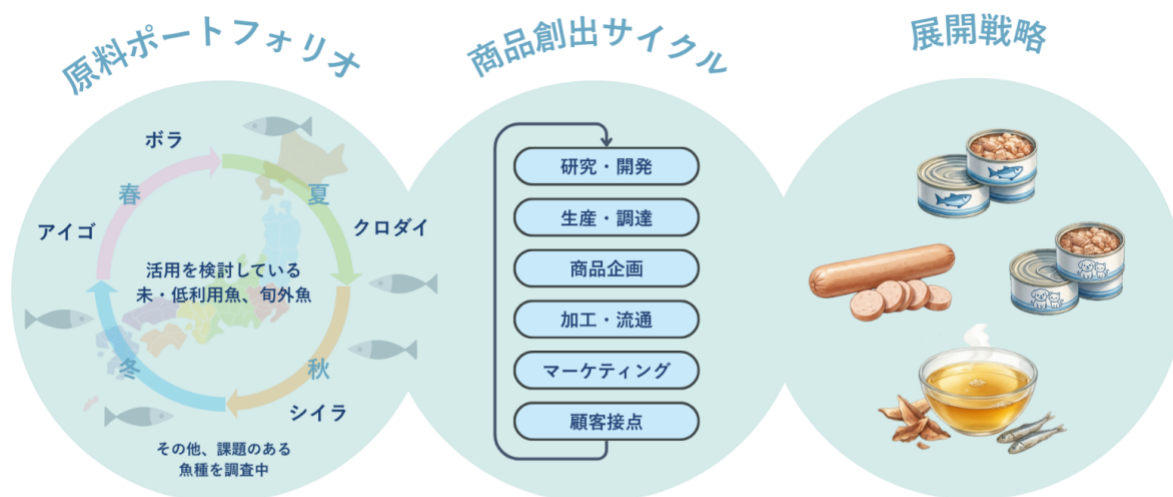 原料ポートフォリオ
ボラ
春
夏
アイゴ
クロダイ
活用を検討している
未・低利用魚、旬外魚
冬
秋
シイラ
その他、課題のある
魚種を調査中
商品創出サイクル
研究・開発
生産・調達
商品企画
加工・流通
マーケティング
顧客接点
展開戦略